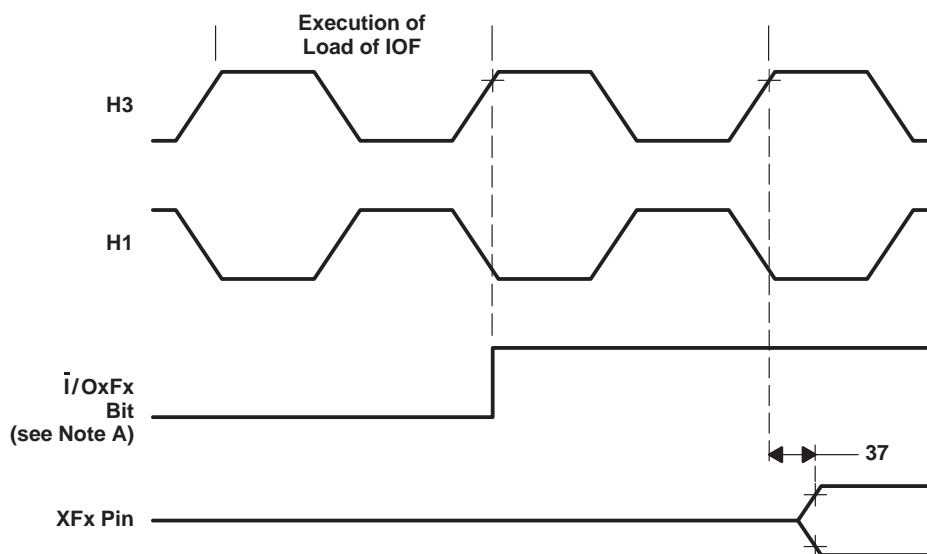 Execution of
Load of IOF
H3
H1
Ī/OxFx
Bit
(see Note A)
37
XFx Pin